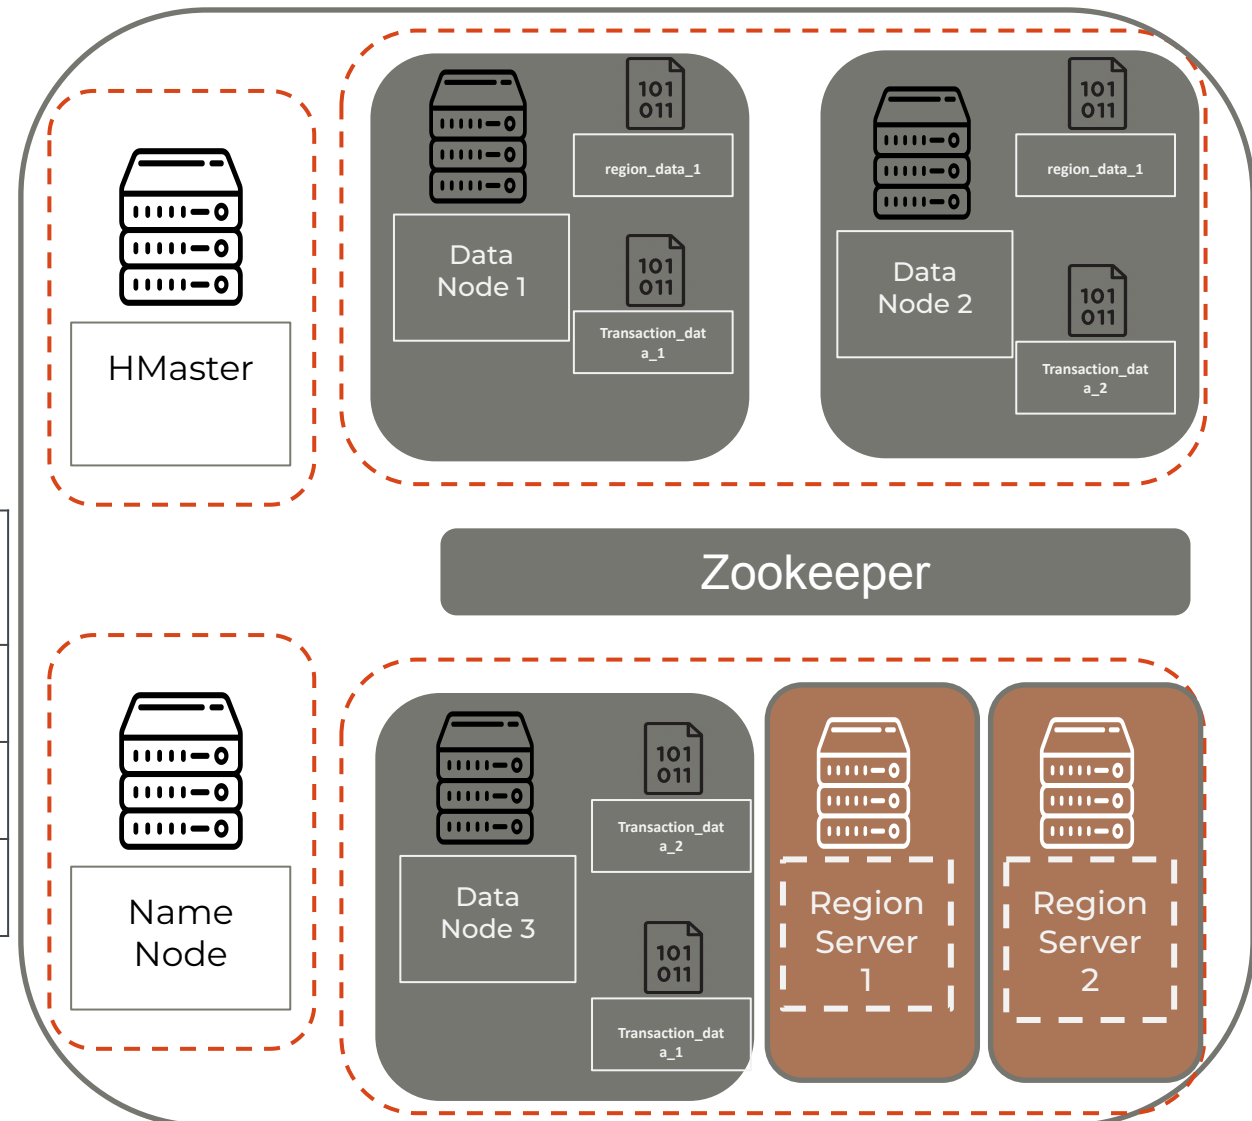 101
011
region_data_1
Data
Node 1
101
011
Transaction_dat
a_1
101
011
region_data_1
Data
Node 2
101
011
Transaction_dat
a_2
HMaster
Zookeeper
Name
Node
101
011
Transaction_dat
a_2
Data
Node 3
101
011
Transaction_dat
a_1
Region
Server
1
Region
Server
2